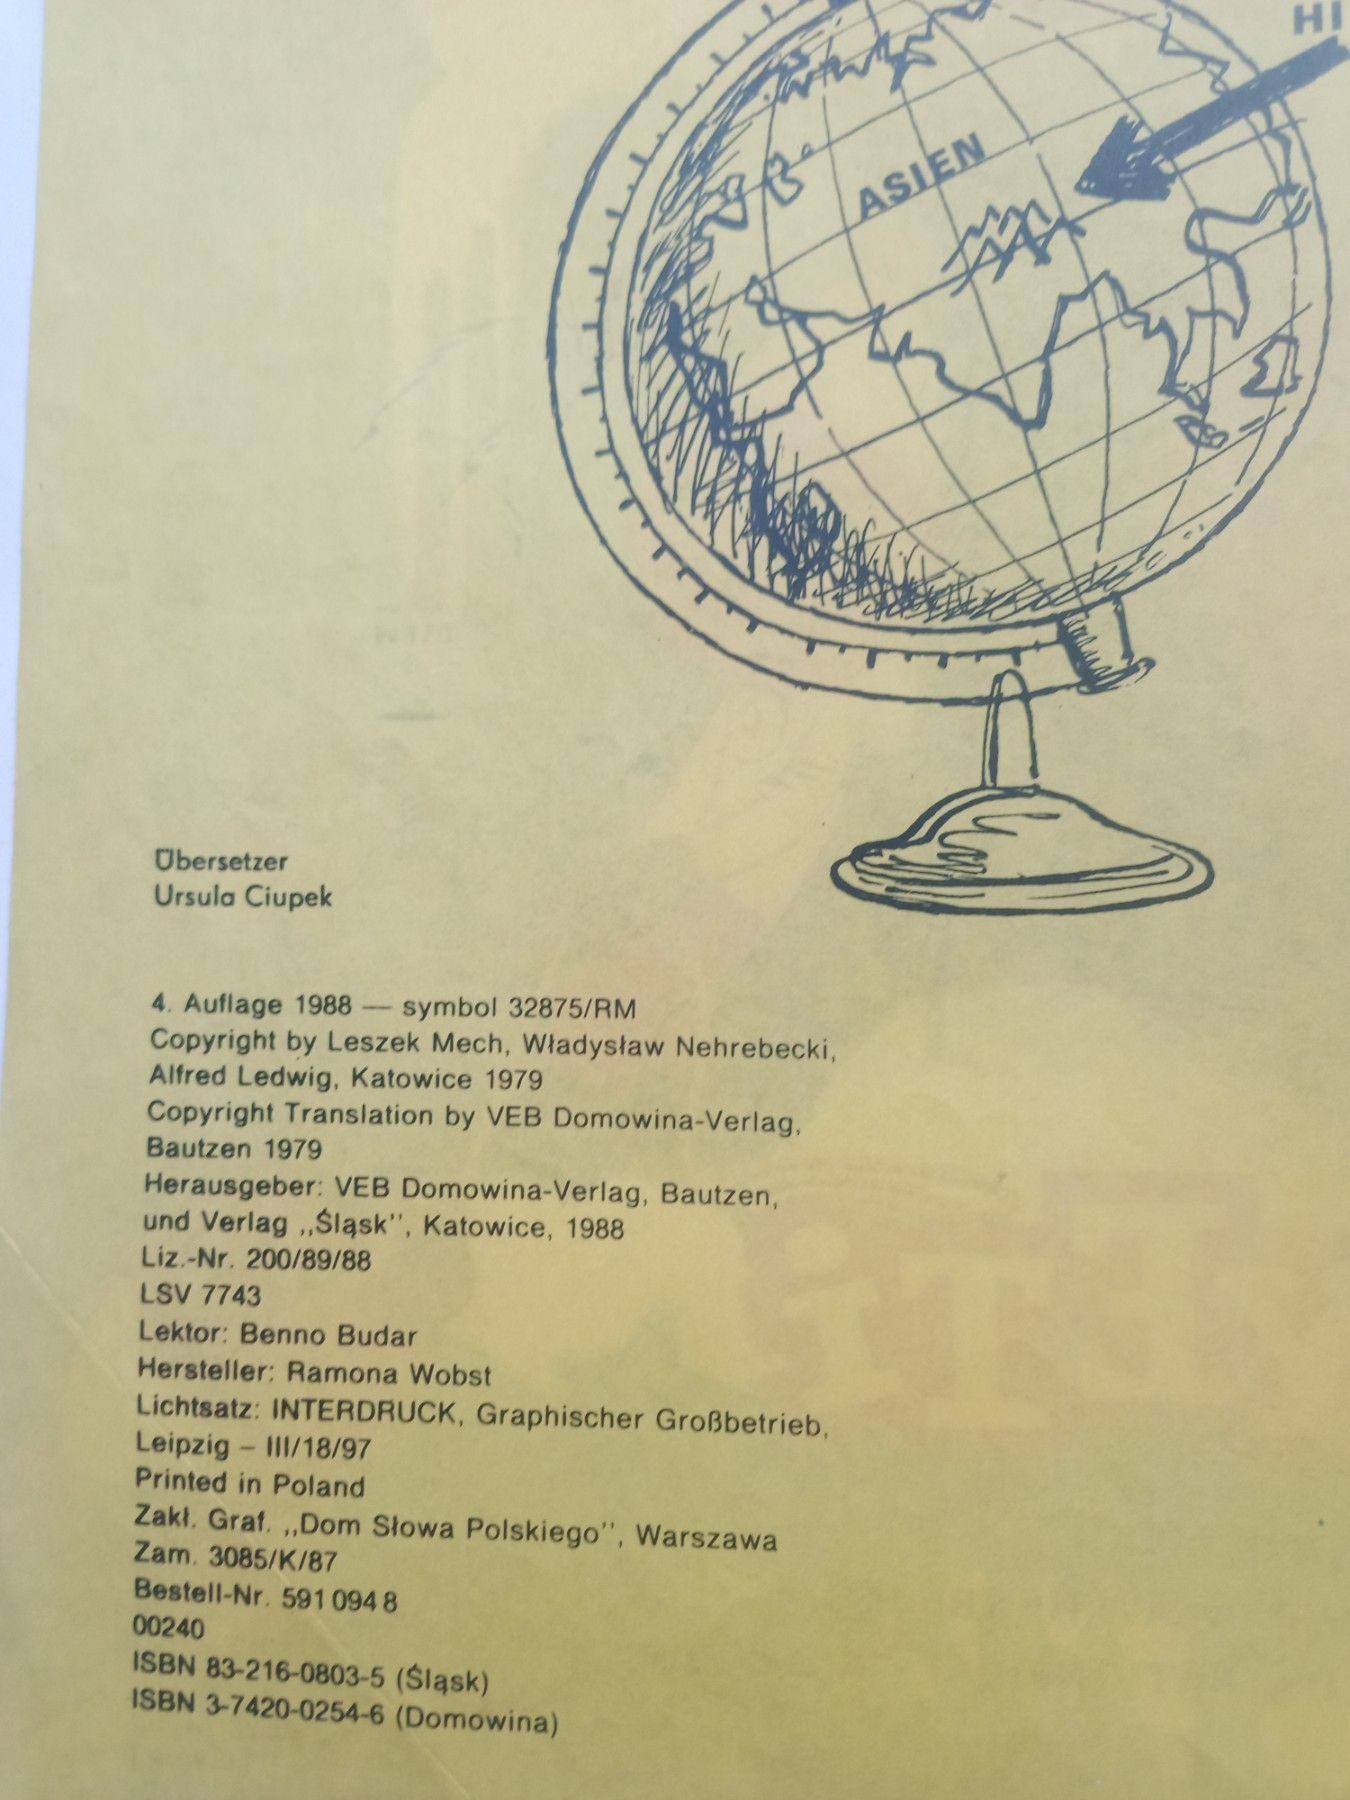 HI
ASIEN
Übersetzer
Ursula Ciupek
4. Auflage 1988 — symbol 32875/RM
Copyright by Leszek Mech, Władysław Nehrebecki,
Alfred Ledwig, Katowice 1979
Copyright Translation by VEB Domowina-Verlag,
Bautzen 1979
Herausgeber: VEB Domowina-Verlag, Bautzen,
und Verlag ,,Śląsk'', Katowice, 1988
Liz.-Nr. 200/89/88
LSV 7743
Lektor: Benno Budar
Hersteller: Ramona Wobst
Lichtsatz: INTERDRUCK, Graphischer Großbetrieb,
Leipzig – III/18/97
Printed in Poland
Zakł. Graf. ,,Dom Słowa Polskiego'', Warszawa
Zam. 3085/K/87
Bestell-Nr. 591 094 8
00240
ISBN 83-216-0803-5 (Śląsk)
ISBN 3-7420-0254-6 (Domowina)